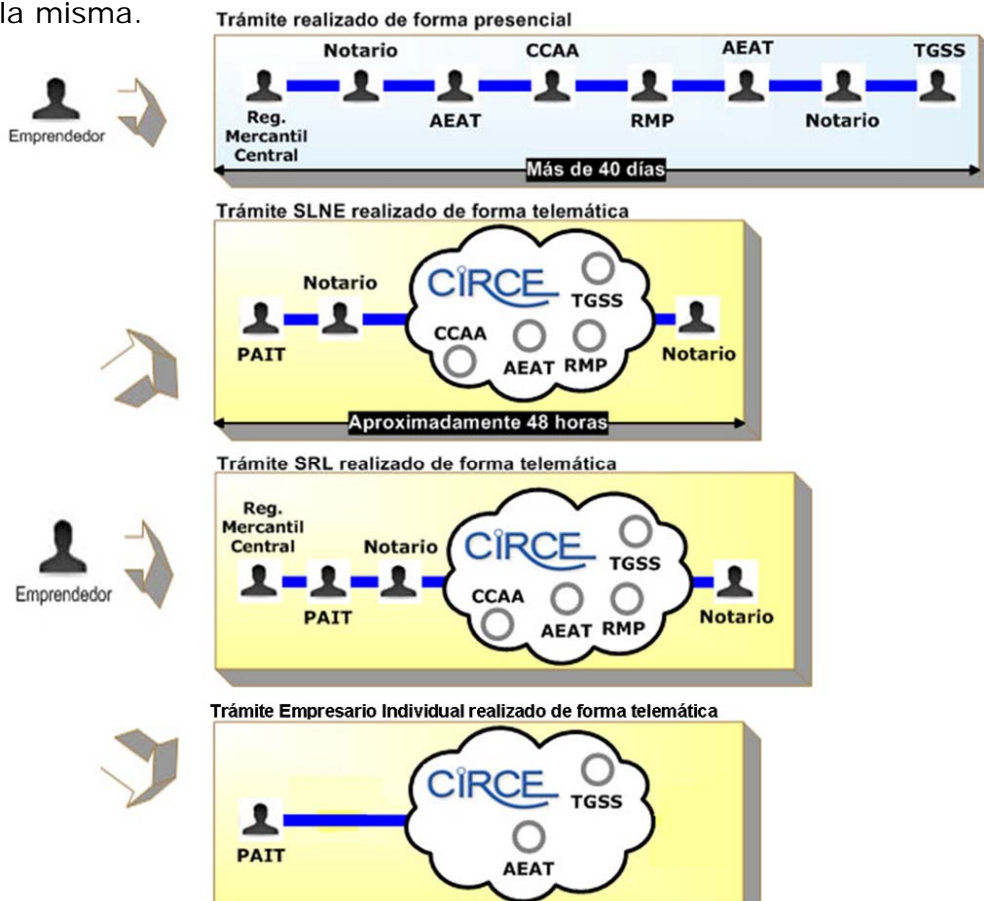 la misma.
Trámite realizado de forma presencial
Emprendedor
Notario
CCAA
AEAT
TGSS
Reg.
Mercantil
Central
AEAT
RMP
Notario
Más de 40 días
Trámite SLNE realizado de forma telemática
PAIT
Notario
CIRCE
TGSS
CCAA
AEAT
RMP
Notario
Aproximadamente 48 horas
Trámite SRL realizado de forma telemática
Emprendedor
Reg.
Mercantil
Central
PAIT
Notario
CIRCE
TGSS
CCAA
AEAT
RMP
Notario
Trámite Empresario Individual realizado de forma telemática
PAIT
CIRCE
TGSS
AEAT